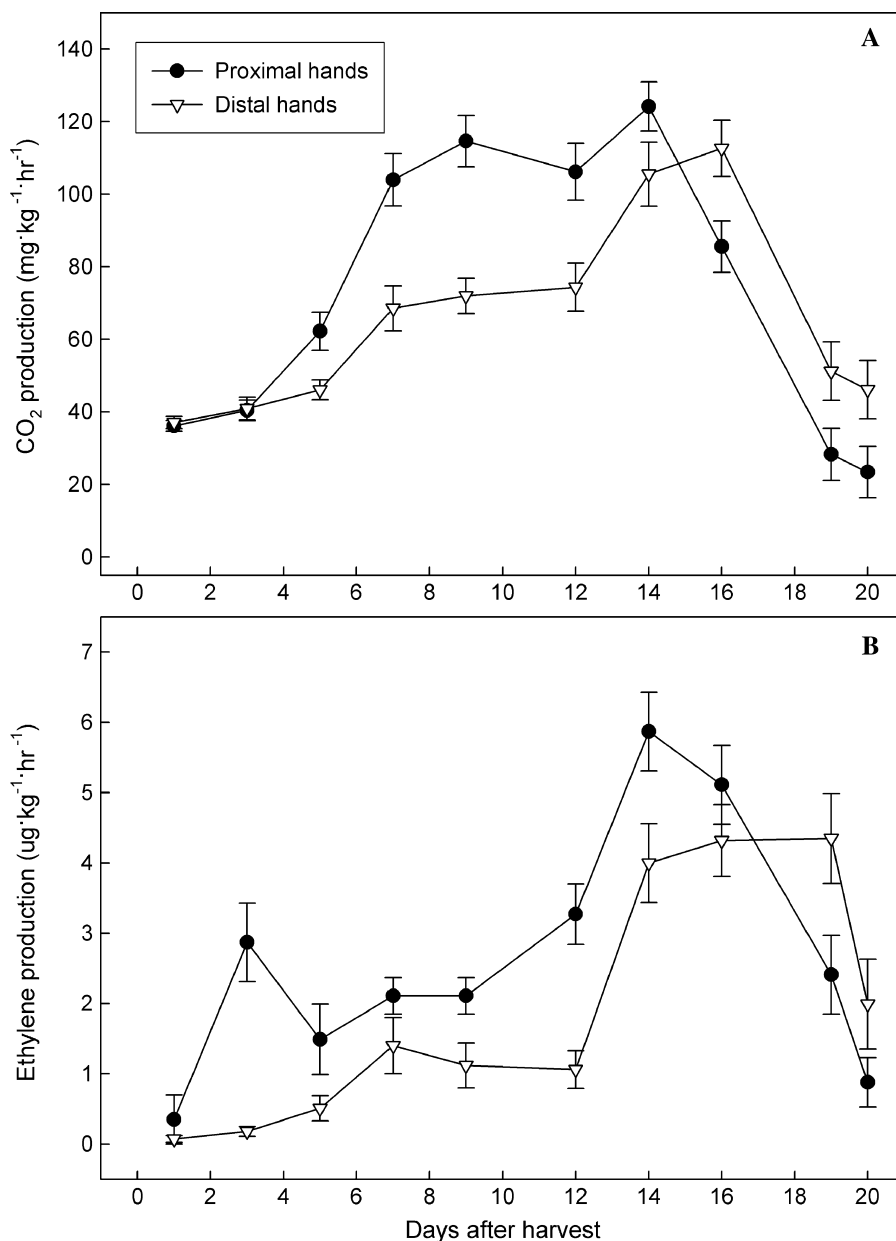 A
Proximal hands
Distal hands
CO₂ production (mg·kg⁻¹·hr⁻¹)
140
120
100
80
60
40
20
0
0 2 4 6 8 10 12 14 16 18 20
B
Ethylene production (ug·kg⁻¹·hr⁻¹)
7
6
5
4
3
2
1
0
0 2 4 6 8 10 12 14 16 18 20
Days after harvest